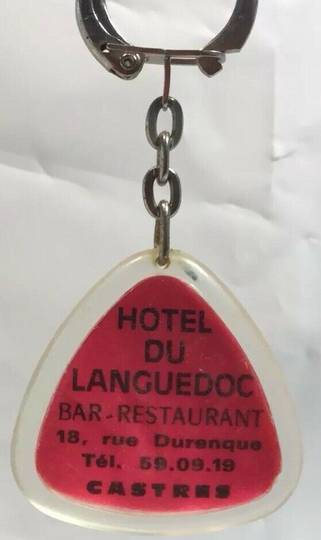 HOTEL
DU
LANGUEDOC
BAR-RESTAURANT
18, rue Durenque
Tél. 59.09.19
CASTRES